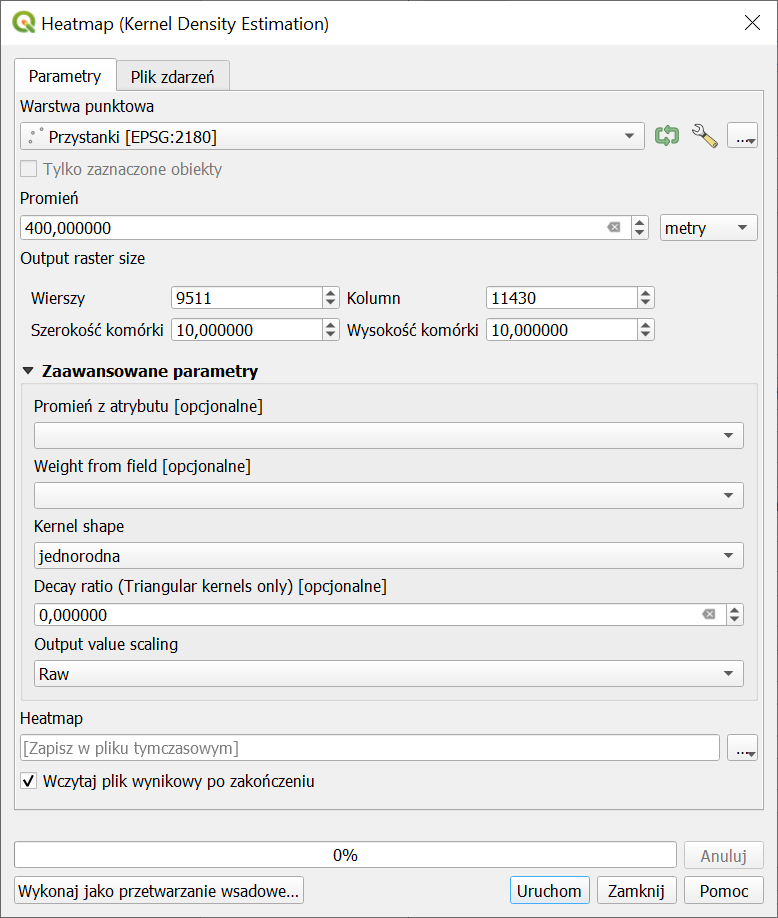 Heatmap (Kernel Density Estimation)
Parametry
Plik zdarzeń
Warstwa punktowa
Przystanki [EPSG:2180]
...
Tylko zaznaczone obiekty
Promień
400,000000
metry
Output raster size
Wierszy 9511 Kolumn 11430
Szerokość komórki 10,000000 Wysokość komórki 10,000000
Zaawansowane parametry
Promień z atrybutu [opcjonalne]
Weight from field [opcjonalne]
Kernel shape
jednorodna
Decay ratio (Triangular kernels only) [opcjonalne]
0,000000
Output value scaling
Raw
Heatmap
[Zapisz w pliku tymczasowym]
...
Wczytaj plik wynikowy po zakończeniu
0%
Anuluj
Wykonaj jako przetwarzanie wsadowe...
Uruchom
Zamknij
Pomoc